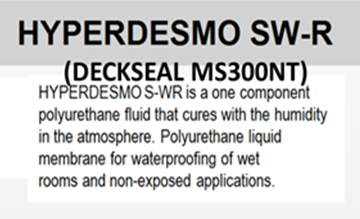 HYPERDESMO SW-R
(DECKSEAL MS300NT)
HYPERDESMO S-WR is a one component
polyurethane fluid that cures with the humidity
in the atmosphere. Polyurethane liquid
membrane for waterproofing of wet
rooms and non-exposed applications.